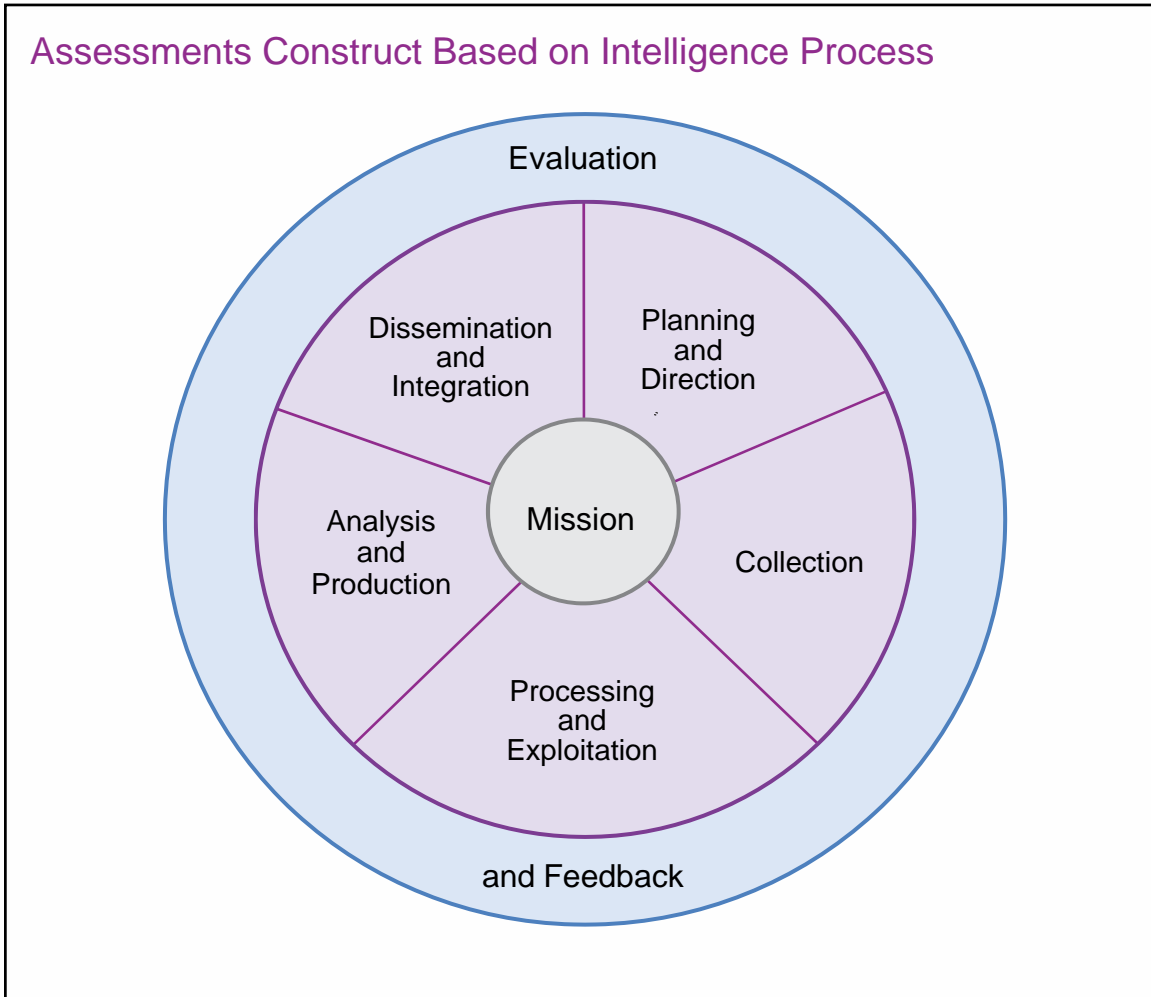 Assessments Construct Based on Intelligence Process
Evaluation
Dissemination
and
Integration
Planning
and
Direction
Analysis
and
Production
Mission
Collection
Processing
and
Exploitation
and Feedback